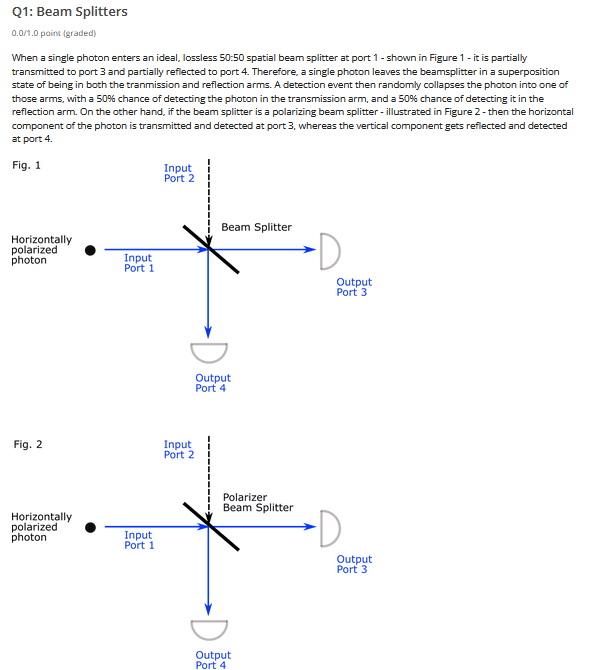 Q1: Beam Splitters
0.0/1.0 point (graded)
When a single photon enters an ideal, lossless 50:50 spatial beam splitter at port 1 - shown in Figure 1 - it is partially
transmitted to port 3 and partially reflected to port 4. Therefore, a single photon leaves the beamsplitter in a superposition
state of being in both the tranmission and reflection arms. A detection event then randomly collapses the photon into one of
those arms, with a 50% chance of detecting the photon in the transmission arm, and a 50% chance of detecting it in the
reflection arm. On the other hand, if the beam splitter is a polarizing beam splitter - illustrated in Figure 2 - then the horizontal
component of the photon is transmitted and detected at port 3, whereas the vertical component gets reflected and detected
at port 4.
Fig. 1
Input
Port 2
Beam Splitter
Horizontally
polarized
photon
Input
Port 1
Output
Port 3
Output
Port 4
Fig. 2
Input
Port 2
Polarizer
Beam Splitter
Horizontally
polarized
photon
Input
Port 1
Output
Port 3
Output
Port 4